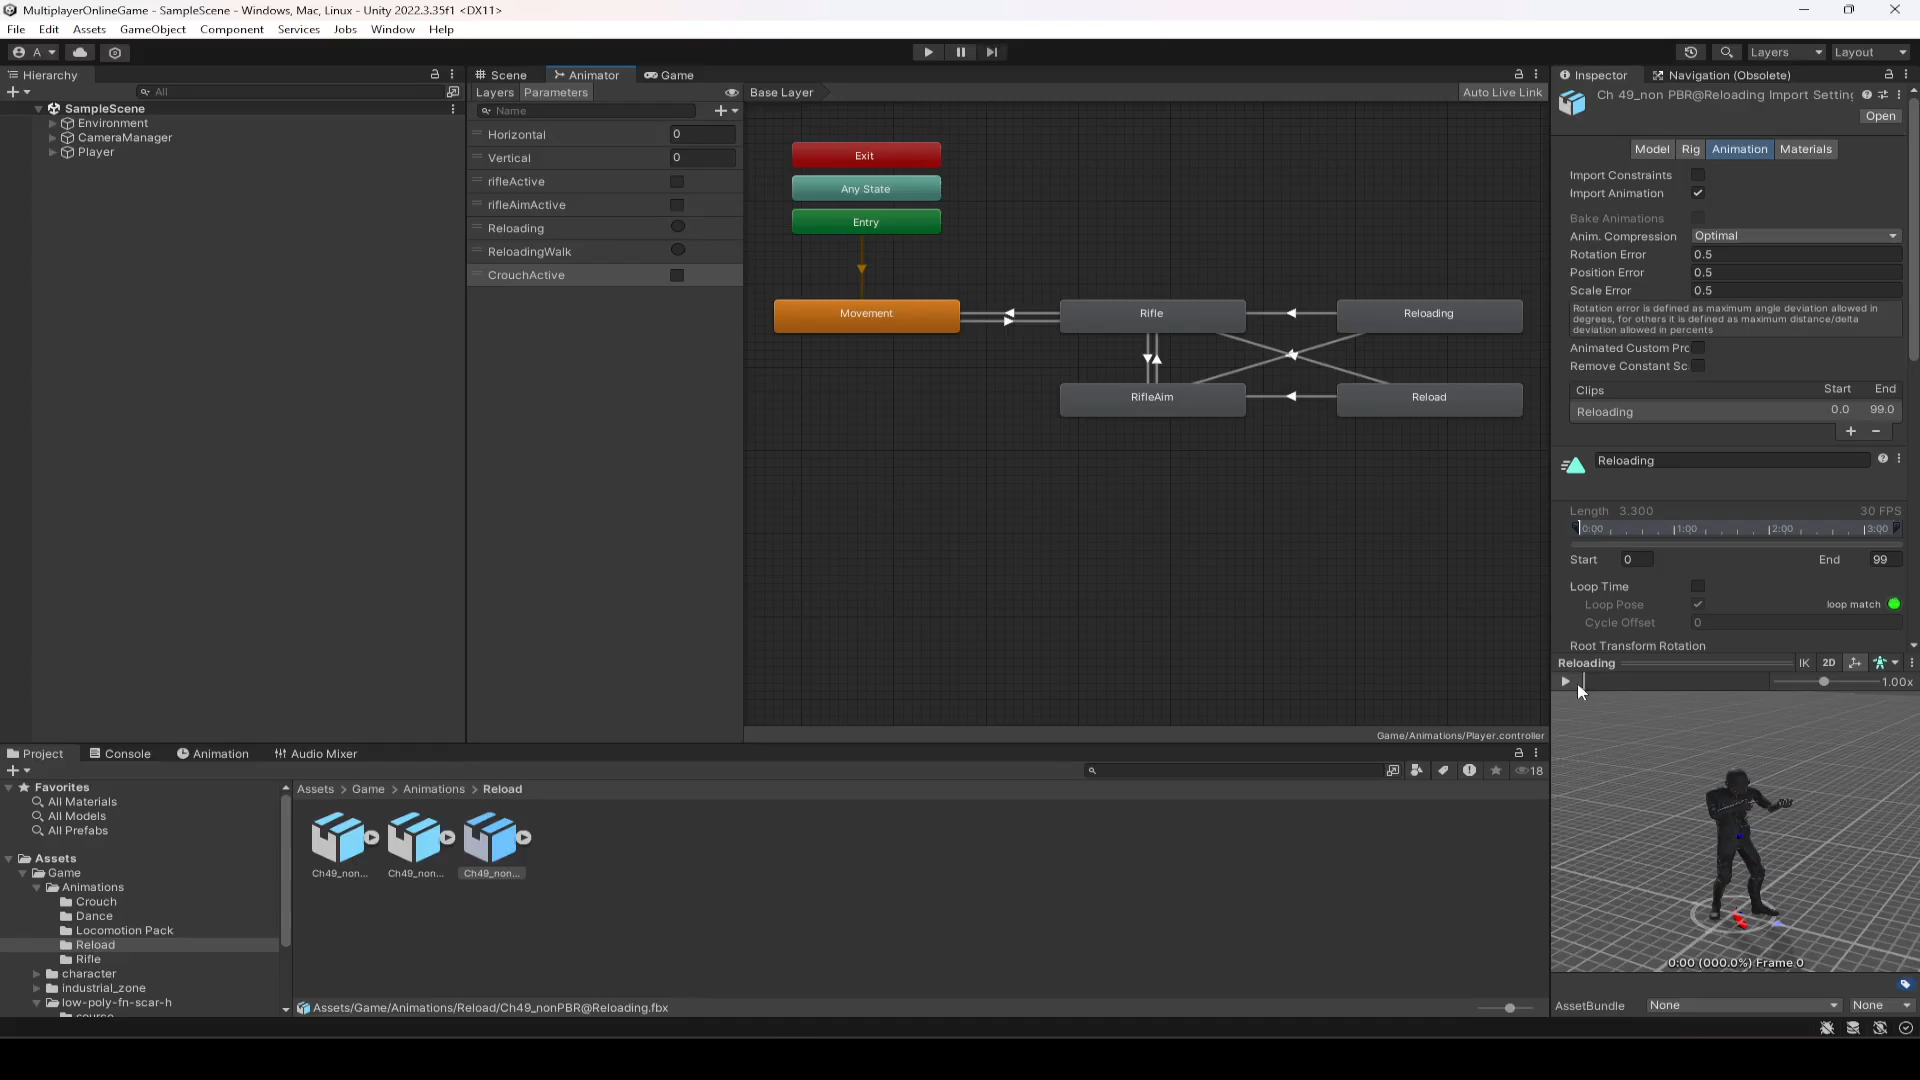 MultiplayerOnlineGame - SampleScene - Windows, Mac, Linux - Unity 2022.3.35f1 <DX11>
File Edit Assets GameObject Component Services Jobs Window Help
A Layers Layout
Hierarchy
All
SampleScene
Environment
CameraManager
Player
Scene Animator Game
Layers Parameters Base Layer Auto Live Link
Name
Horizontal 0
Vertical 0
rifleActive
rifleAimActive
Reloading
ReloadingWalk
CrouchActive
Exit
Any State
Entry
Movement Rifle Reloading
RifleAim Reload
Game/Animations/Player.controller
Inspector Navigation (Obsolete)
Ch 49_non PBR@Reloading Import Setting
Open
Model Rig Animation Materials
Import Constraints
Import Animation
Bake Animations
Anim. Compression Optimal
Rotation Error 0.5
Position Error 0.5
Scale Error 0.5
Rotation error is defined as maximum angle deviation allowed in
degrees, for others it is defined as maximum distance/delta
deviation allowed in percents
Animated Custom Prc
Remove Constant Sc
Clips Start End
Reloading 0.0 99.0
Reloading
Length 3.300 30 FPS
0:00 1:00 2:00 3:00
Start 0 End 99
Loop Time
Loop Pose loop match
Cycle Offset 0
Root Transform Rotation
Reloading IK 2D
1.00x
0:00 (000.0%) Frame 0
AssetBundle None None
Project Console Animation Audio Mixer
18
Favorites
All Materials
All Models
All Prefabs
Assets
Game
Animations
Crouch
Dance
Locomotion Pack
Reload
Rifle
character
industrial_zone
low-poly-fn-scar-h
source
Assets > Game > Animations > Reload
Ch49_non... Ch49_non... Ch49_non...
Assets/Game/Animations/Reload/Ch49_nonPBR@Reloading.fbx